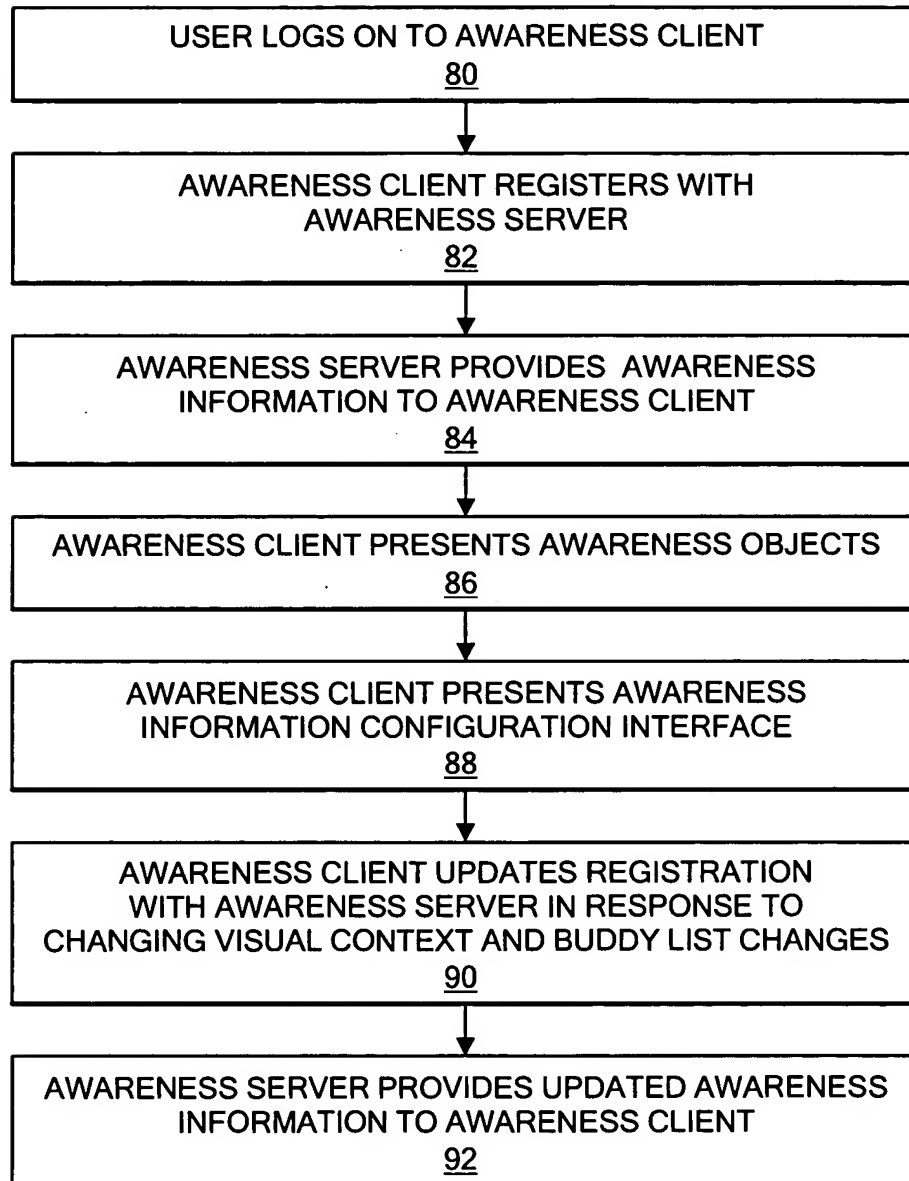 USER LOGS ON TO AWARENESS CLIENT
80
AWARENESS CLIENT REGISTERS WITH
AWARENESS SERVER
82
AWARENESS SERVER PROVIDES AWARENESS
INFORMATION TO AWARENESS CLIENT
84
AWARENESS CLIENT PRESENTS AWARENESS OBJECTS
86
AWARENESS CLIENT PRESENTS AWARENESS
INFORMATION CONFIGURATION INTERFACE
88
AWARENESS CLIENT UPDATES REGISTRATION
WITH AWARENESS SERVER IN RESPONSE TO
CHANGING VISUAL CONTEXT AND BUDDY LIST CHANGES
90
AWARENESS SERVER PROVIDES UPDATED AWARENESS
INFORMATION TO AWARENESS CLIENT
92